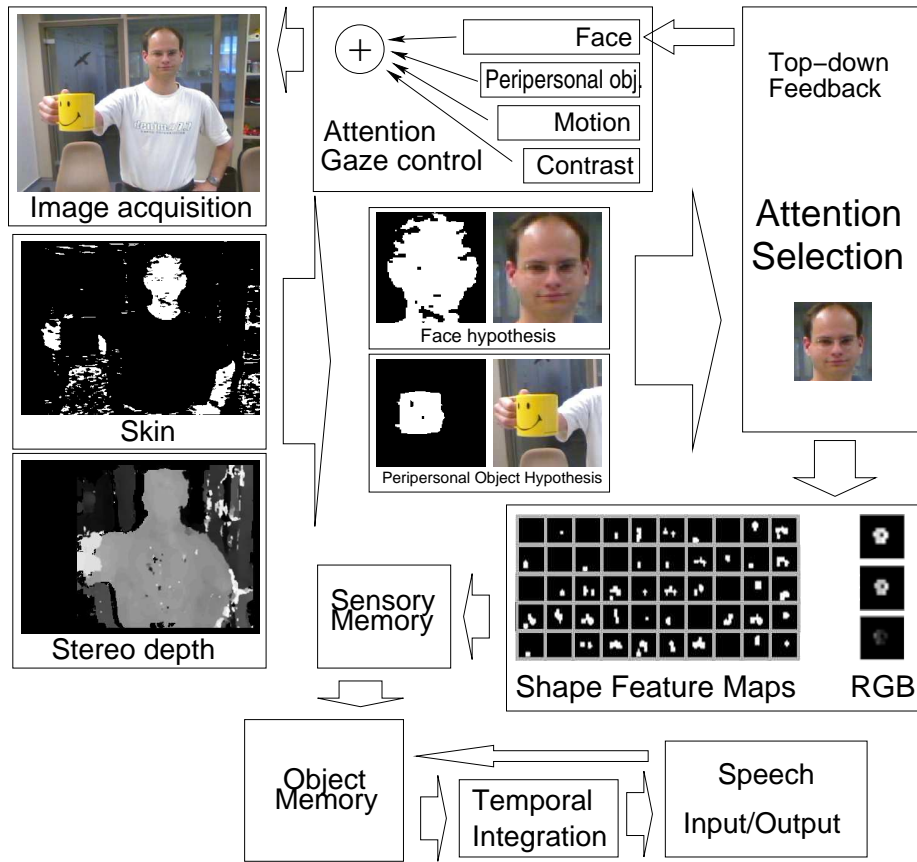 Face
Peripersonal obj.
Motion
Contrast
Attention
Gaze control
Top−down
Feedback
Attention
Selection
Image acquisition
Skin
Stereo depth
Face hypothesis
Peripersonal Object Hypothesis
Shape Feature Maps
RGB
Sensory
Memory
Object
Memory
Temporal
Integration
Speech
Input/Output